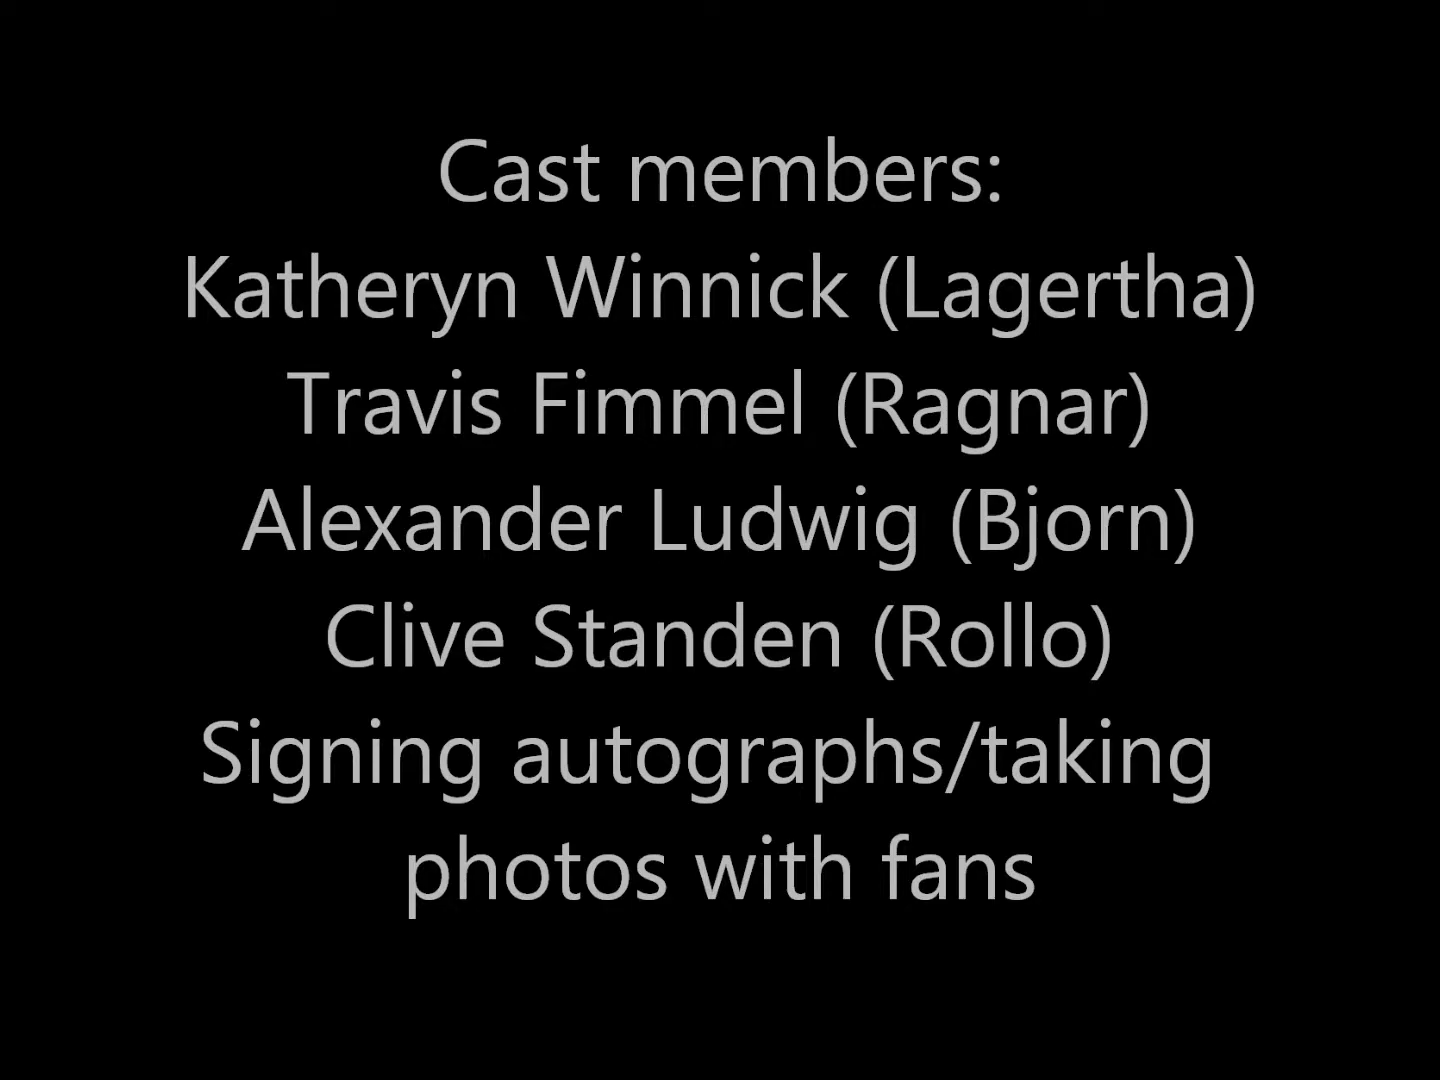 Cast members:
Katheryn Winnick (Lagertha)
Travis Fimmel (Ragnar)
Alexander Ludwig (Bjorn)
Clive Standen (Rollo)
Signing autographs/taking
photos with fans